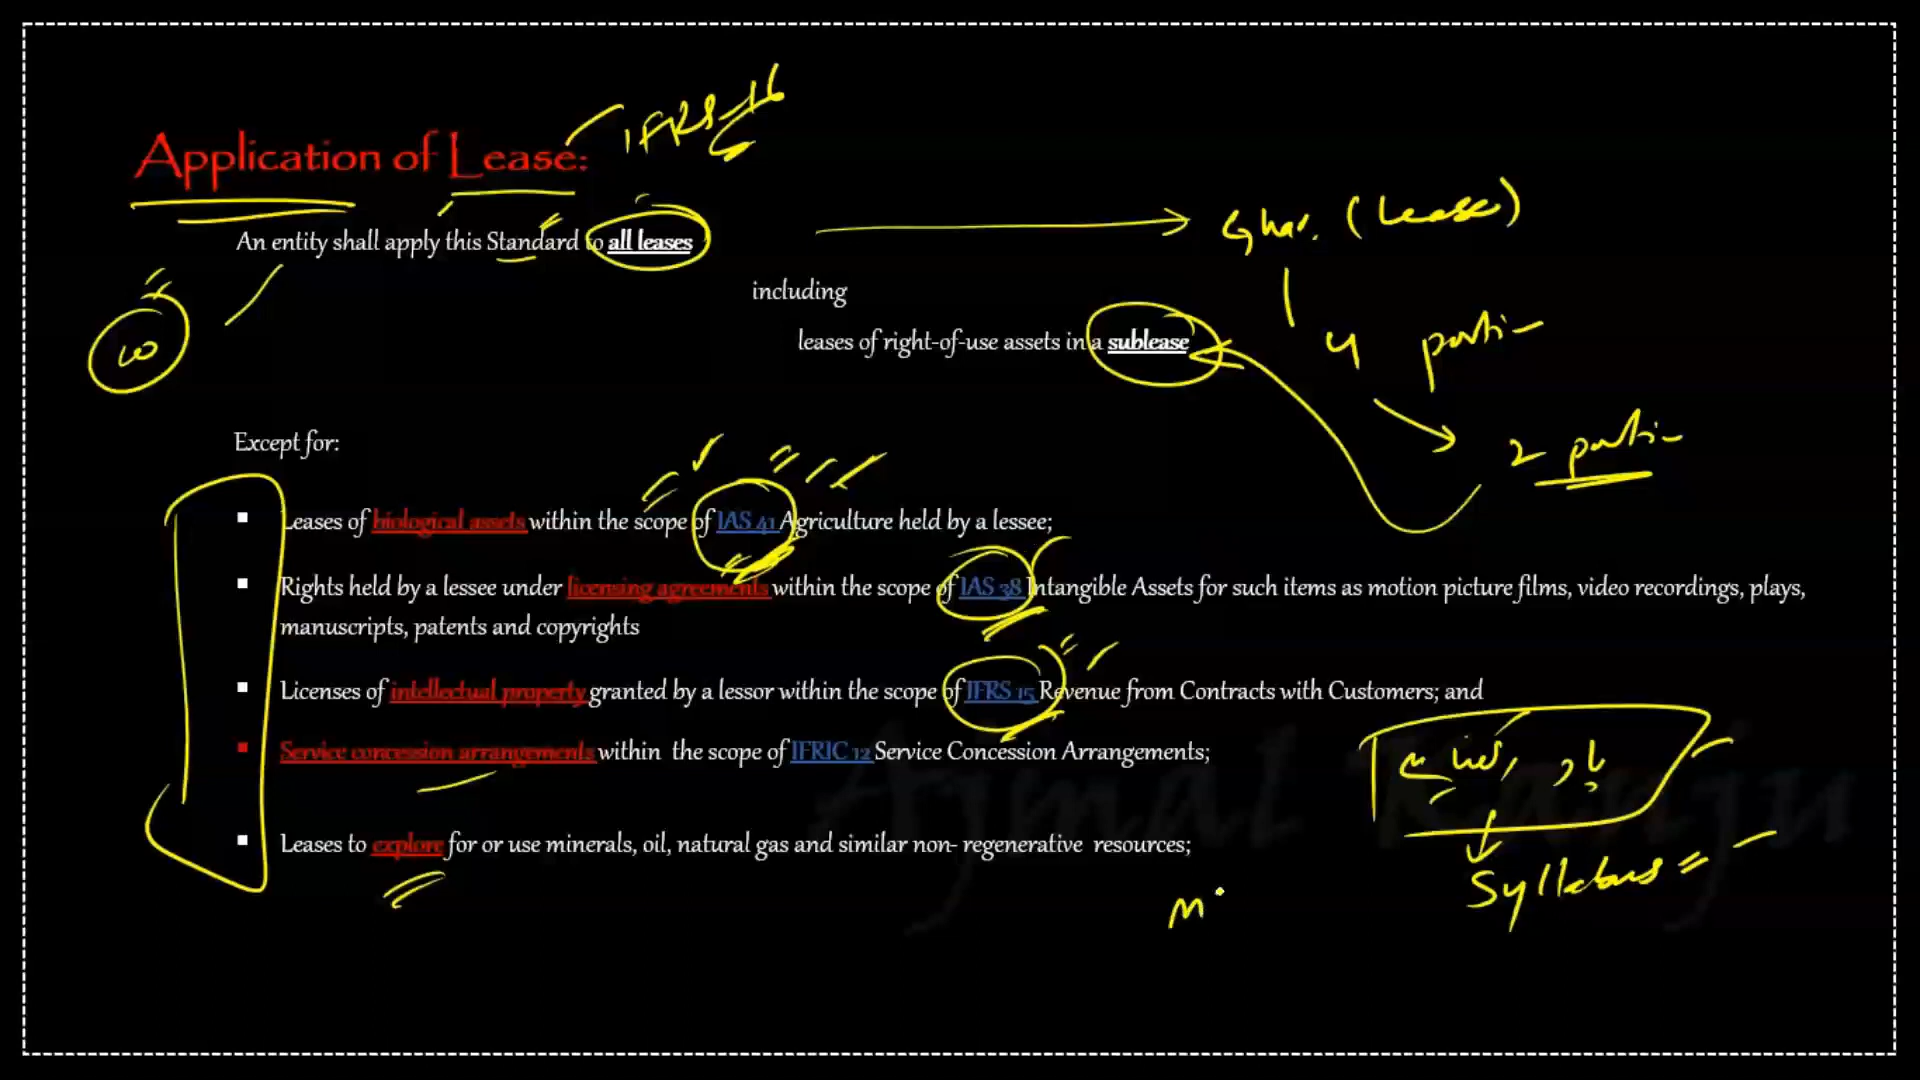 IFRS-16
Application of Lease:
Ghar. (Lease)
An entity shall apply this Standard to all leases
including
leases of right-of-use assets in a sublease
4 parti-
2 parti-
Except for:
▪ Leases of biological assets within the scope of IAS 41 Agriculture held by a lessee;
▪ Rights held by a lessee under licensing agreements within the scope of IAS 38 Intangible Assets for such items as motion picture films, video recordings, plays,
manuscripts, patents and copyrights
▪ Licenses of intellectual property granted by a lessor within the scope of IFRS 15 Revenue from Contracts with Customers; and
▪ Service concession arrangements within the scope of IFRIC 12 Service Concession Arrangements;
▪ Leases to explore for or use minerals, oil, natural gas and similar non- regenerative resources;
Syllabus
Ajmal Kanju